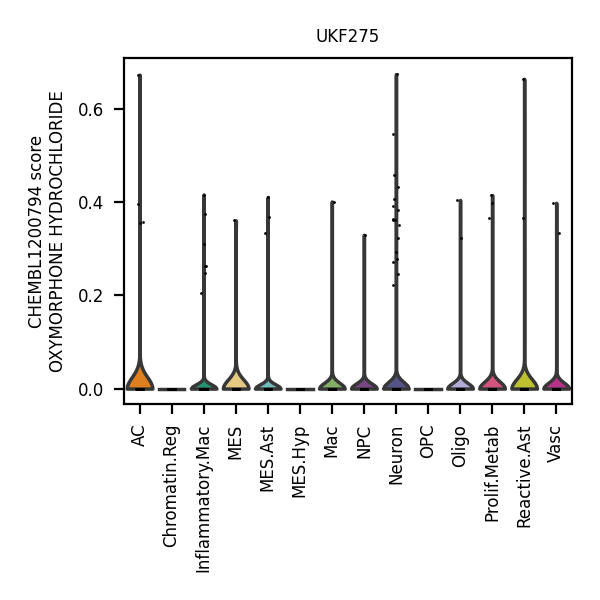 UKF275
CHEMBL1200794 score
OXYMORPHONE HYDROCHLORIDE
0.6
0.4
0.2
0.0
AC
Chromatin.Reg
Inflammatory.Mac
MES
MES.Ast
MES.Hyp
Mac
NPC
Neuron
OPC
Oligo
Prolif.Metab
Reactive.Ast
Vasc